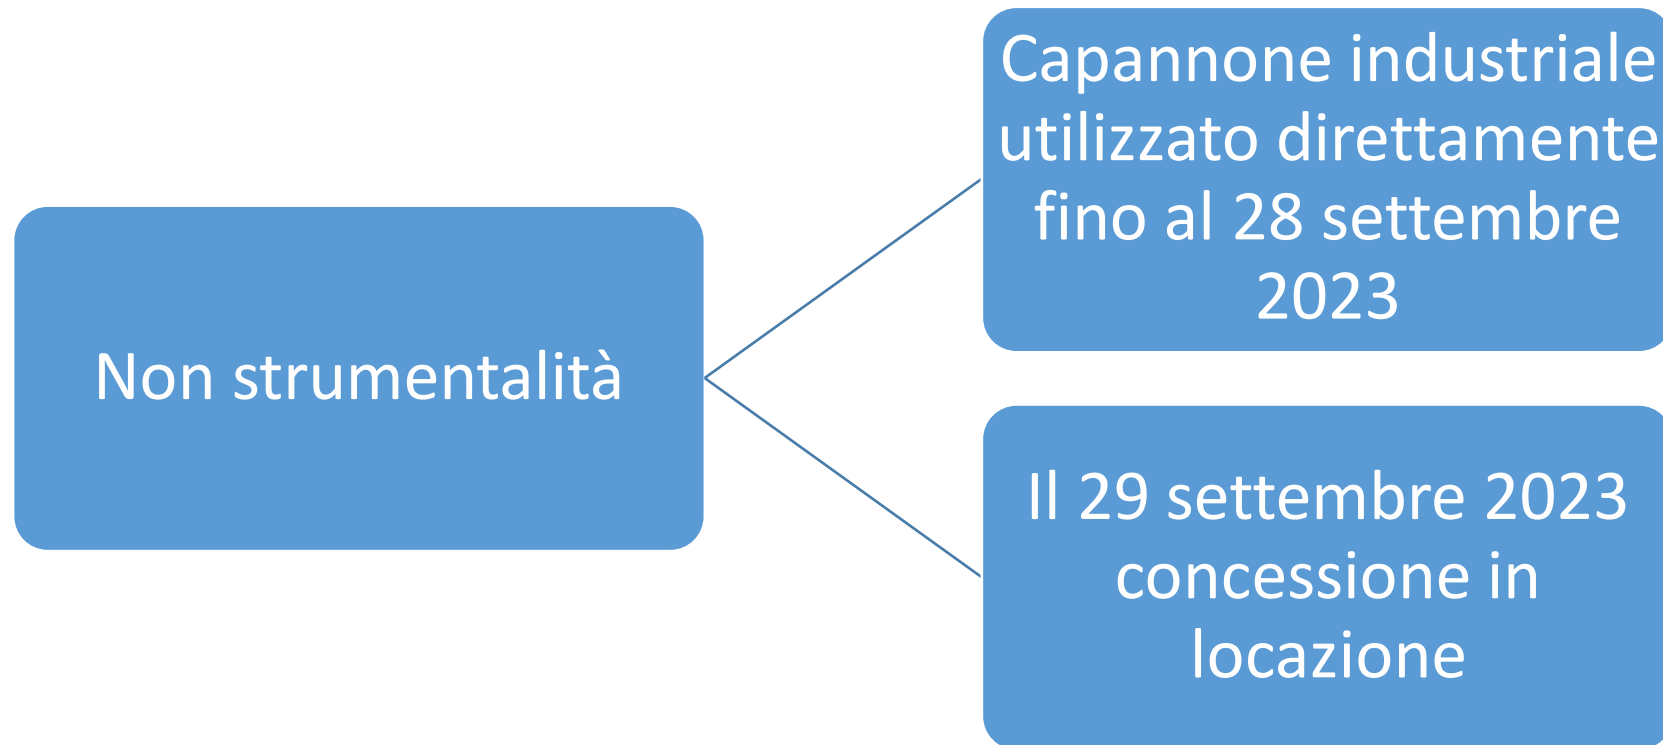 Non strumentalità
Capannone industriale
utilizzato direttamente
fino al 28 settembre
2023
Il 29 settembre 2023
concessione in
locazione